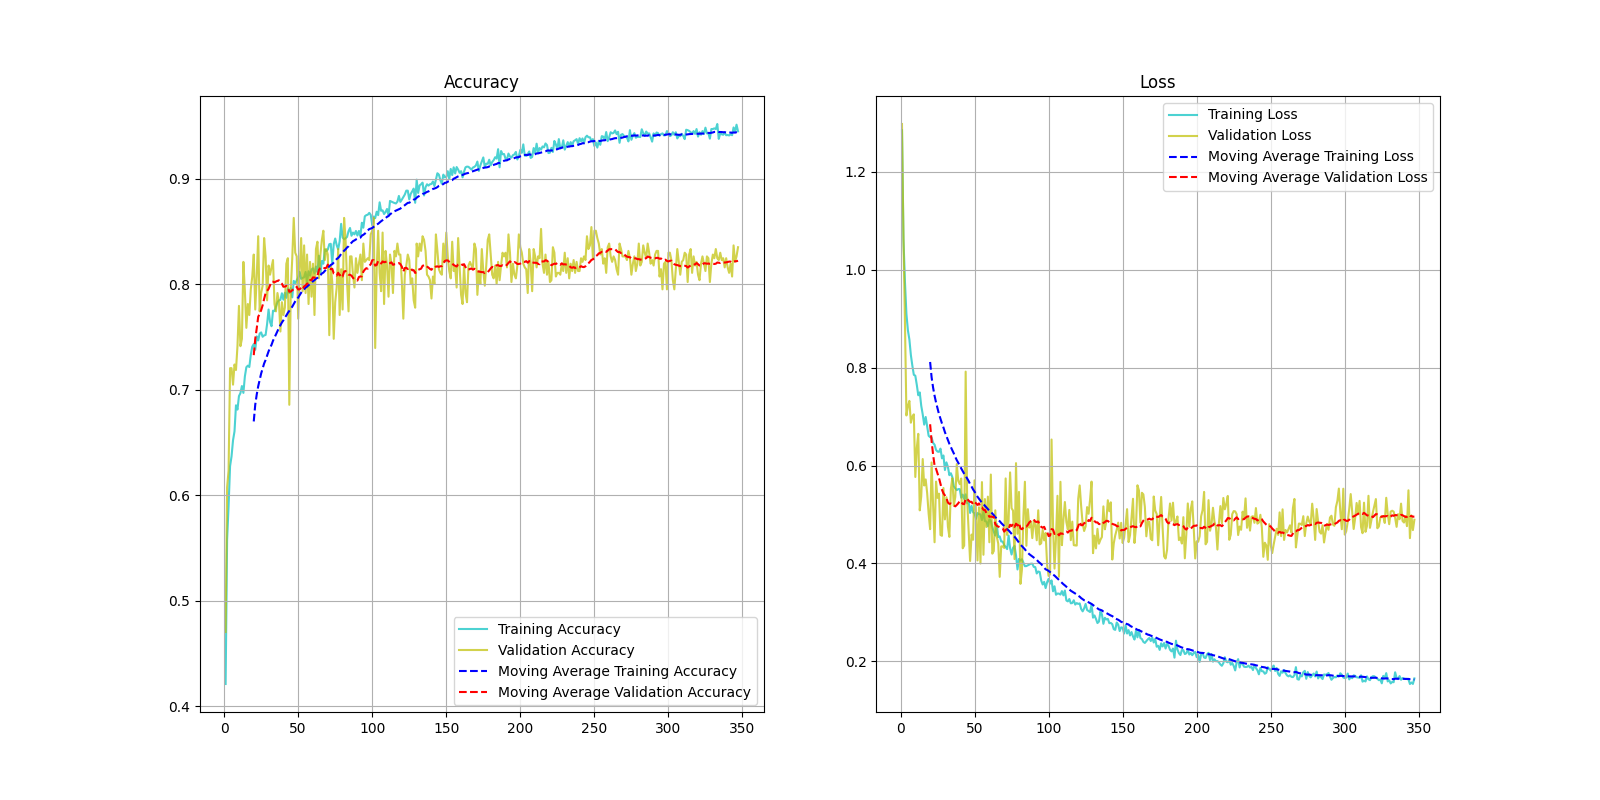 Accuracy
0.9
0.8
0.7
0.6
0.5
0.4
0 50 100 150 200 250 300 350
Training Accuracy
Validation Accuracy
Moving Average Training Accuracy
Moving Average Validation Accuracy
Loss
1.2
1.0
0.8
0.6
0.4
0.2
0 50 100 150 200 250 300 350
Training Loss
Validation Loss
Moving Average Training Loss
Moving Average Validation Loss